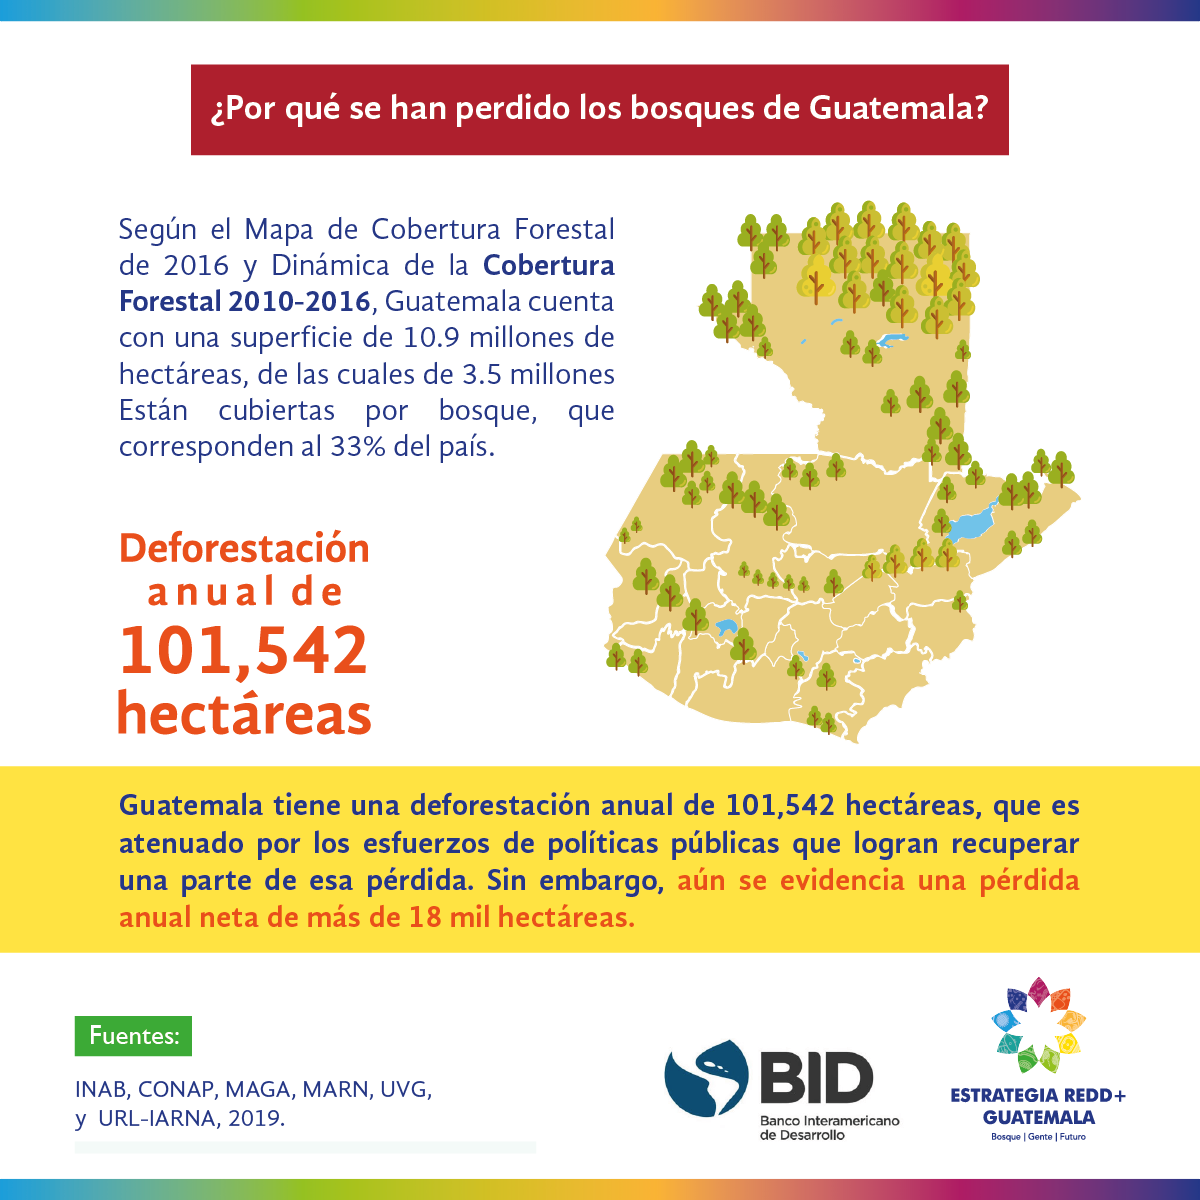 ¿Por qué se han perdido los bosques de Guatemala?
Según el Mapa de Cobertura Forestal
de 2016 y Dinámica de la Cobertura
Forestal 2010-2016, Guatemala cuenta
con una superficie de 10.9 millones de
hectáreas, de las cuales de 3.5 millones
Están cubiertas por bosque, que
corresponden al 33% del país.
Deforestación
anual de
101,542
hectáreas
Guatemala tiene una deforestación anual de 101,542 hectáreas, que es
atenuado por los esfuerzos de políticas públicas que logran recuperar
una parte de esa pérdida. Sin embargo, aún se evidencia una pérdida
anual neta de más de 18 mil hectáreas.
Fuentes:
INAB, CONAP, MAGA, MARN, UVG,
y URL-IARNA, 2019.
BID
Banco Interamericano
de Desarrollo
ESTRATEGIA REDD+
GUATEMALA
Bosque | Gente | Futuro